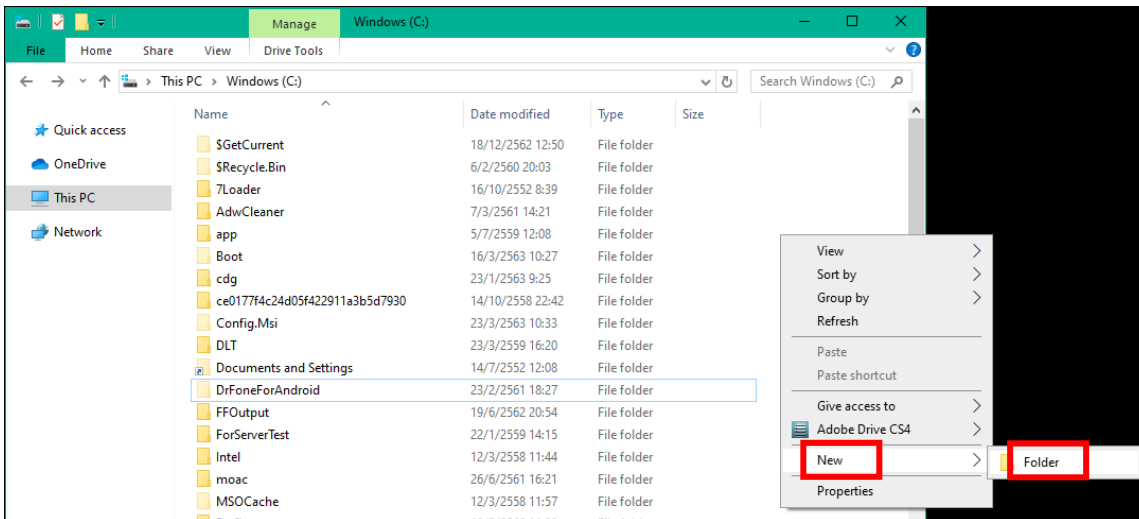 Manage Windows (C:)
File Home Share View Drive Tools
This PC > Windows (C:) Search Windows (C:)
Name Date modified Type Size
Quick access
OneDrive
This PC
Network
$GetCurrent 18/12/2562 12:50 File folder
$Recycle.Bin 6/2/2560 20:03 File folder
7Loader 16/10/2552 8:39 File folder
AdwCleaner 7/3/2561 14:21 File folder
app 5/7/2559 12:08 File folder
Boot 16/3/2563 10:27 File folder
cdg 23/1/2563 9:25 File folder
ce0177f4c24d05f422911a3b5d7930 14/10/2558 22:42 File folder
Config.Msi 23/3/2563 10:33 File folder
DLT 23/3/2559 16:20 File folder
Documents and Settings 14/7/2552 12:08 File folder
DrFoneForAndroid 23/2/2561 18:27 File folder
FFOutput 19/6/2562 20:54 File folder
ForServerTest 22/1/2559 14:15 File folder
Intel 12/3/2558 11:44 File folder
moac 26/6/2561 16:21 File folder
MSOCache 12/3/2558 11:57 File folder
View
Sort by
Group by
Refresh
Paste
Paste shortcut
Give access to
Adobe Drive CS4
New
Folder
Properties